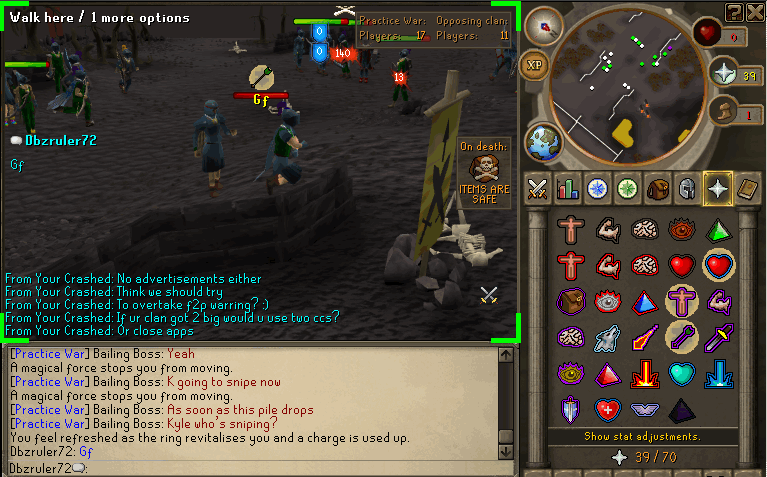 Walk here / 1 more options
Practice War: Opposing clan:
Players: 17 Players: 11
0
0
140
13
Gf
Dbzruler72
Gf
On death:
ITEMS ARE
SAFE
From Your Crashed: No advertisements either
From Your Crashed: Think we should try
From Your Crashed: To overtake f2p warring? :)
From Your Crashed: If ur clan got 2 big would u use two ccs?
From Your Crashed: Or close apps
[Practice War] Bailing Boss: Yeah
A magical force stops you from moving.
[Practice War] Bailing Boss: K going to snipe now
A magical force stops you from moving.
[Practice War] Bailing Boss: As soon as this pile drops
[Practice War] Bailing Boss: Kyle who's sniping?
You feel refreshed as the ring revitalises you and a charge is used up.
Dbzruler72: Gf
Dbzruler72:
XP
39
1
?
Show stat adjustments.
39 / 70